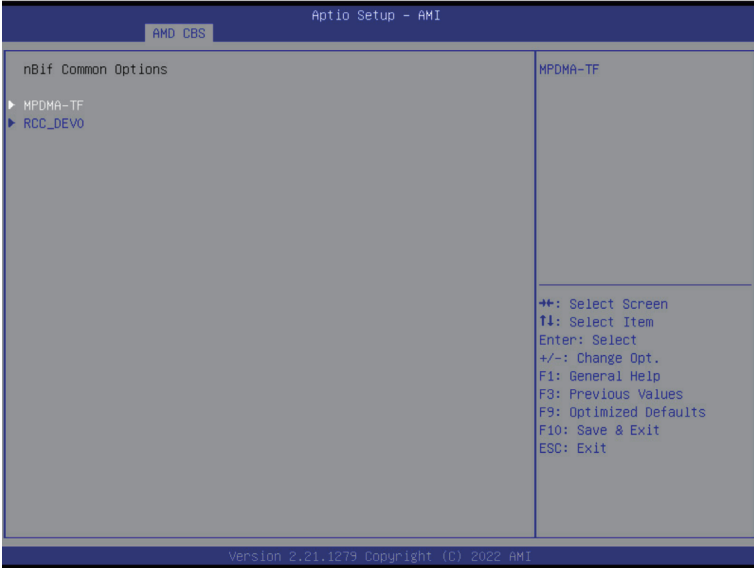 Aptio Setup – AMI
AMD CBS
nBif Common Options
MPDMA-TF
RCC_DEV0
MPDMA-TF
→←: Select Screen
↑↓: Select Item
Enter: Select
+/-: Change Opt.
F1: General Help
F3: Previous Values
F9: Optimized Defaults
F10: Save & Exit
ESC: Exit
Version 2.21.1279 Copyright (C) 2022 AMI